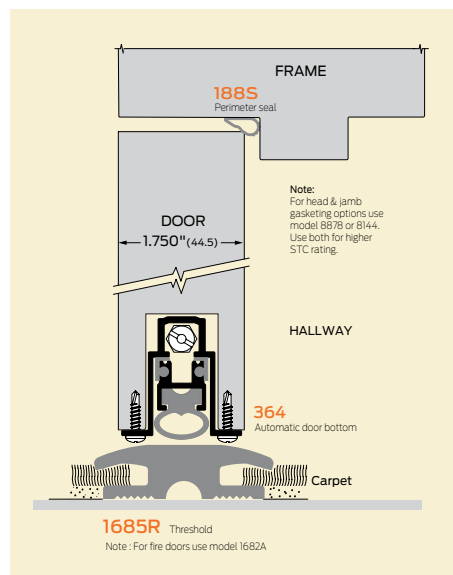 FRAME
188S
Perimeter seal
Note:
For head & jamb
gasketing options use
model 8878 or 8144.
Use both for higher
STC rating.
DOOR
1.750" (44.5)
HALLWAY
364
Automatic door bottom
Carpet
1685R Threshold
Note : For fire doors use model 1682A